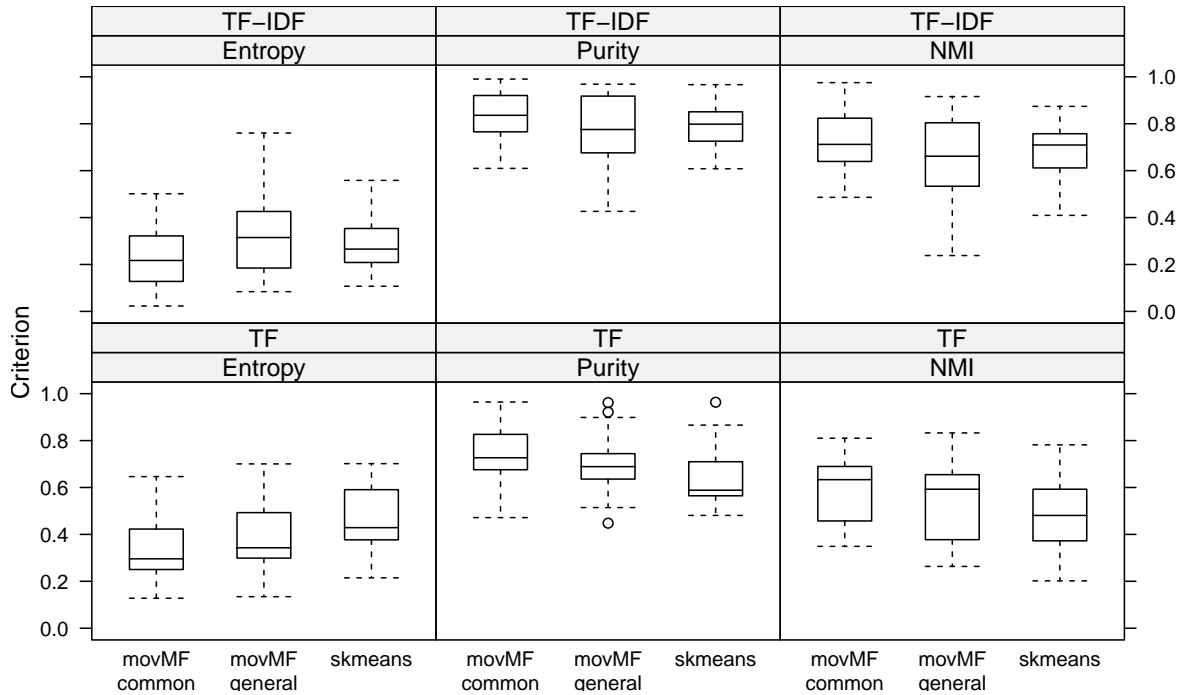 TF−IDF TF−IDF TF−IDF
Entropy Purity NMI
1.0
0.8
0.6
0.4
0.2
0.0
Criterion
TF TF TF
Entropy Purity NMI
1.0
0.8
0.6
0.4
0.2
0.0
movMF movMF skmeans movMF movMF skmeans movMF movMF skmeans
common general common general common general